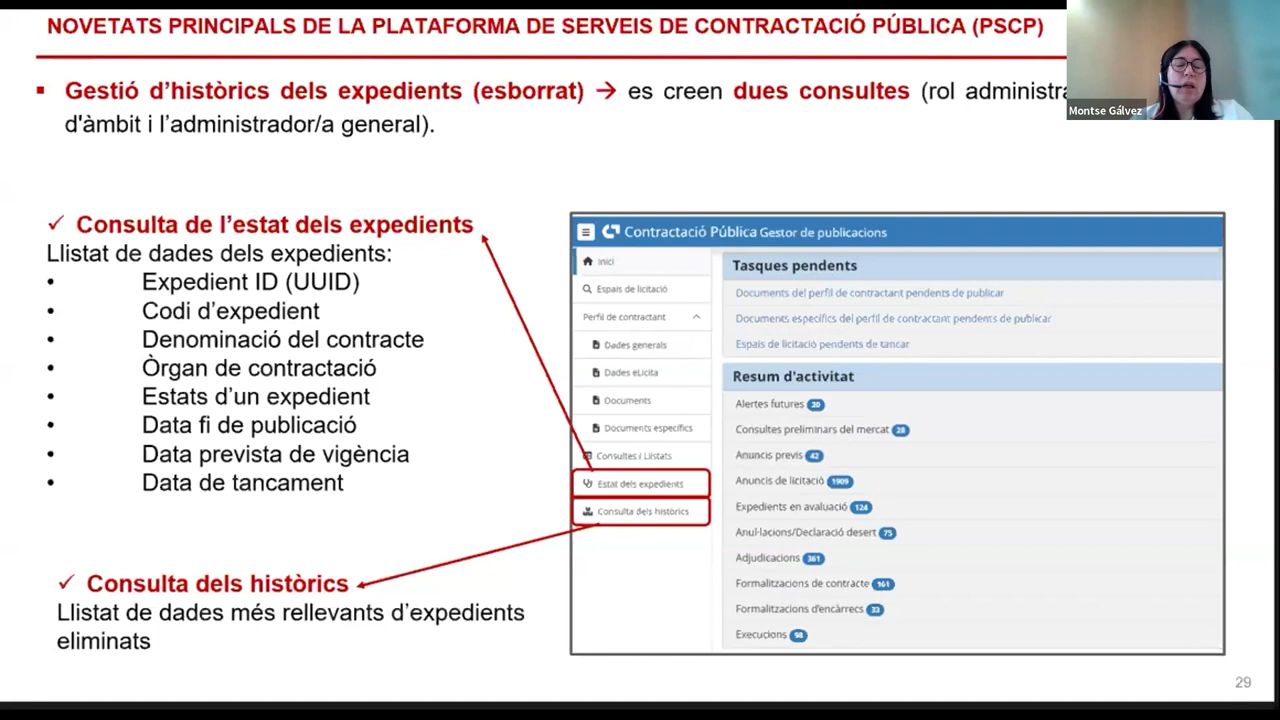 NOVETATS PRINCIPALS DE LA PLATAFORMA DE SERVEIS DE CONTRACTACIÓ PÚBLICA (PSCP)
Montse Gálvez
▪ Gestió d'històrics dels expedients (esborrat) → es creen dues consultes (rol administra
d'àmbit i l'administrador/a general).
✓ Consulta de l'estat dels expedients
Llistat de dades dels expedients:
• Expedient ID (UUID)
• Codi d'expedient
• Denominació del contracte
• Òrgan de contractació
• Estats d'un expedient
• Data fi de publicació
• Data prevista de vigència
• Data de tancament
✓ Consulta dels històrics
Llistat de dades més rellevants d'expedients
eliminats
Contractació Pública Gestor de publicacions
Inici
Espais de licitació
Perfil de contractant
Dades generals
Dades eLicita
Documents
Documents específics
Consultes i Llistats
Estat dels expedients
Consulta dels històrics
Tasques pendents
Documents del perfil de contractant pendents de publicar
Documents específics del perfil de contractant pendents de publicar
Espais de licitació pendents de tancar
Resum d'activitat
Alertes futures 20
Consultes preliminars del mercat 28
Anuncis previs 42
Anuncis de licitació 1909
Expedients en avaluació 124
Anul·lacions/Declaració desert 75
Adjudicacions 361
Formalitzacions de contracte 161
Formalitzacions d'encàrrecs 33
Execucions 98
29